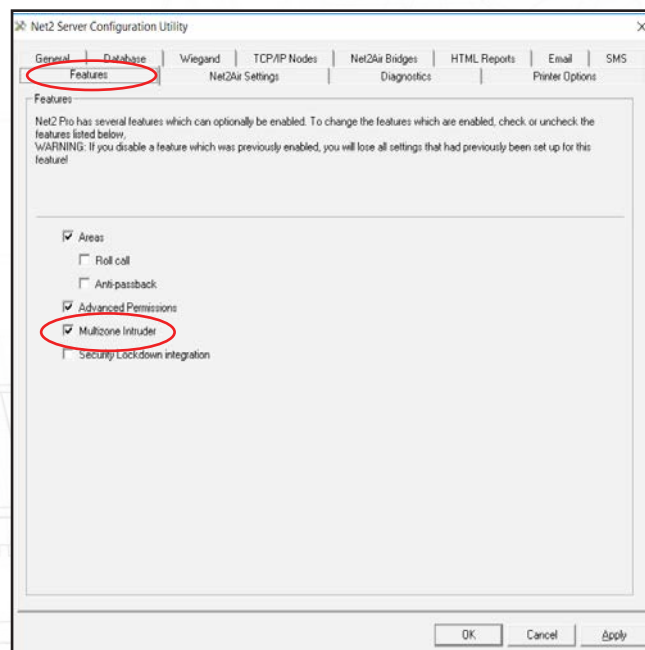 Net2 Server Configuration Utility
General Database Wiegand TCP/IP Nodes Net2Air Bridges HTML Reports Email SMS
Features Net2Air Settings Diagnostics Printer Options
Features
Net2 Pro has several features which can optionally be enabled. To change the features which are enabled, check or uncheck the
features listed below.
WARNING: If you disable a feature which was previously enabled, you will lose all settings that had previously been set up for this
feature!
Areas
Roll call
Anti-passback
Advanced Permissions
Multizone Intruder
Security Lockdown integration
OK Cancel Apply